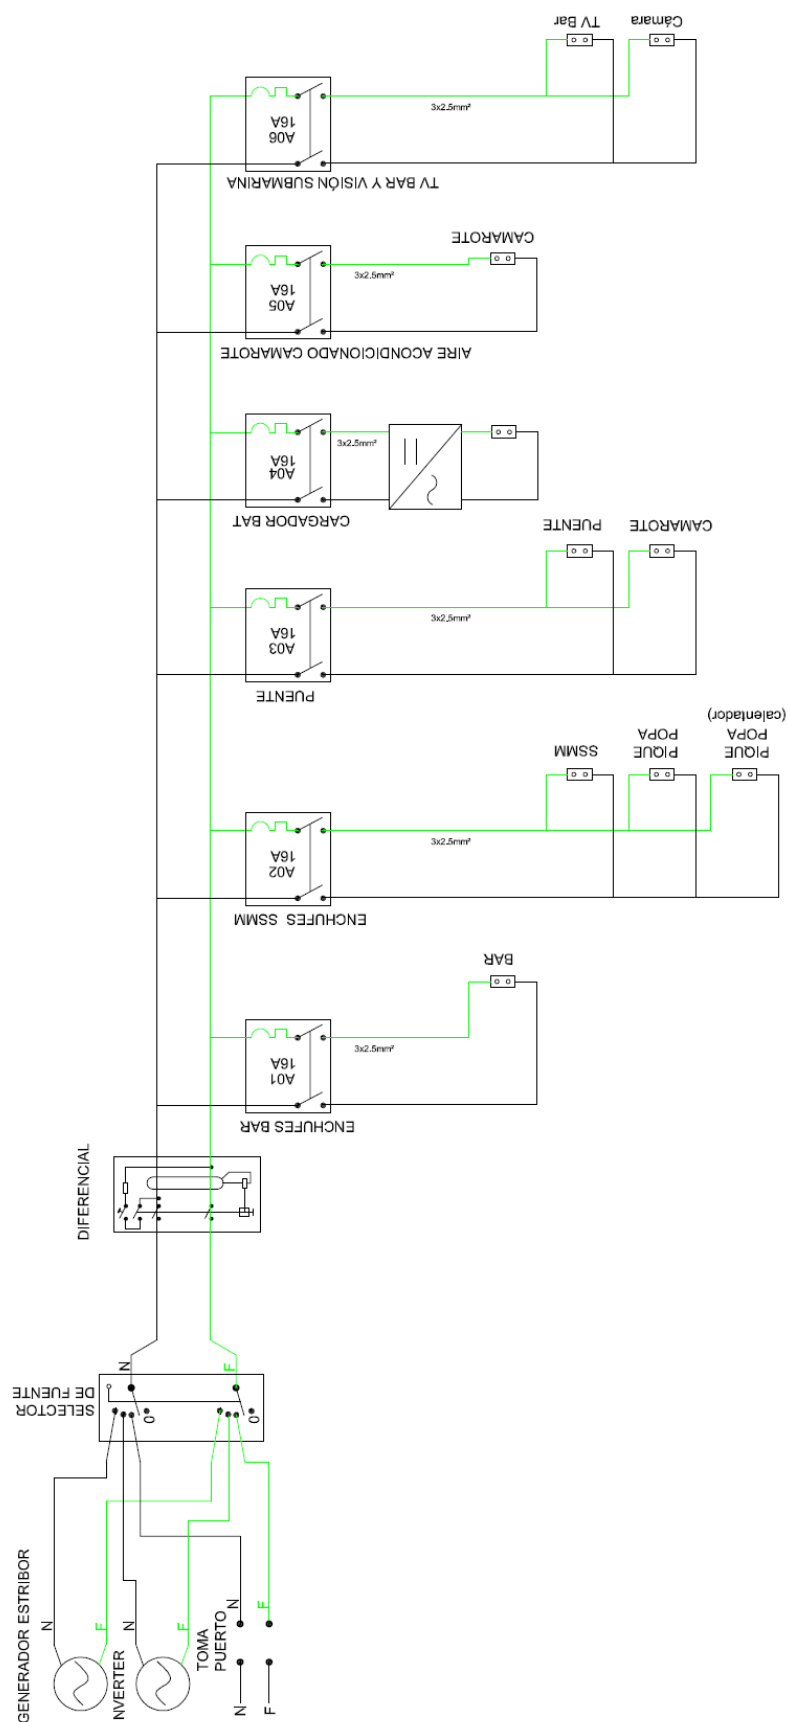 TV Bar
Cámara
A06
16A
3x2.5mm²
TV BAR Y VISIÓN SUBMARINA
CAMAROTE
A05
16A
3x2.5mm²
AIRE ACONDICIONADO CAMAROTE
A04
16A
3x2.5mm²
CARGADOR BAT
PUENTE
CAMAROTE
A03
16A
3x2.5mm²
PUENTE
SSMM
PIQUE
POPA
PIQUE
POPA
(calentador)
A02
16A
3x2.5mm²
ENCHUFES SSMM
BAR
A01
16A
3x2.5mm²
ENCHUFES BAR
DIFERENCIAL
N
F
SELECTOR
DE FUENTE
0
0
GENERADOR ESTRIBOR
N
F
NVERTER
N
F
TOMA
PUERTO
N
F
N
F